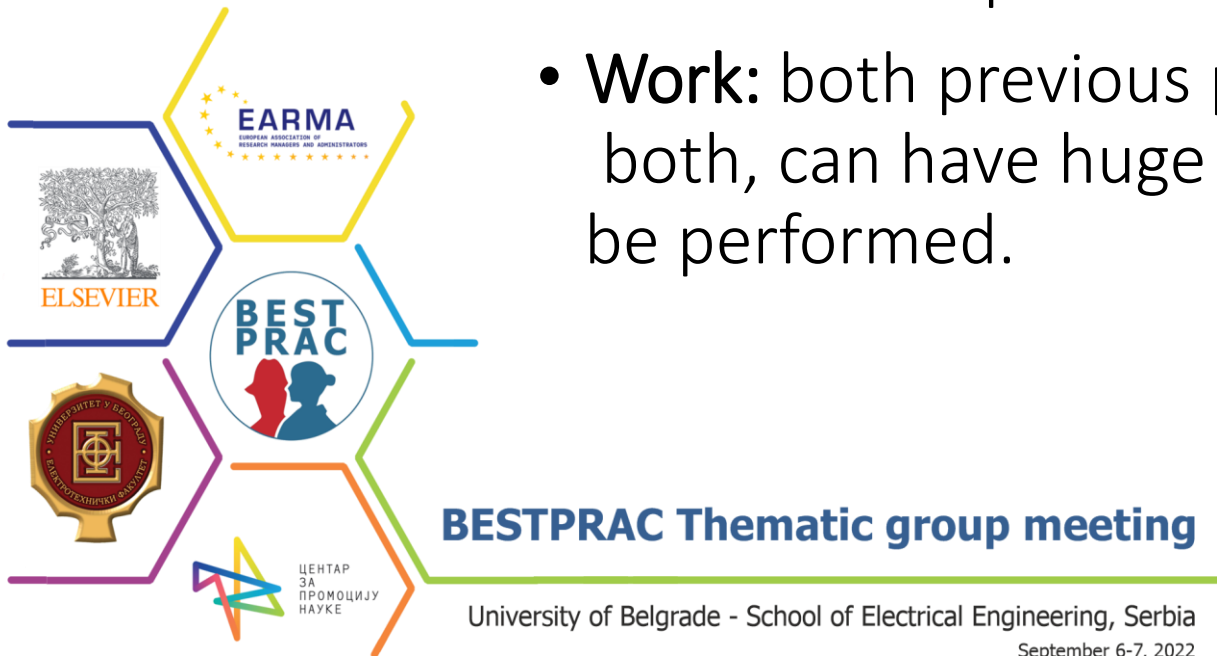 • Work: both previous
both, can have huge
be performed.
EARMA
EUROPEAN ASSOCIATION OF
RESEARCH MANAGERS AND ADMINISTRATORS
ELSEVIER
BEST
PRAC
УНИВЕРЗИТЕТ У БЕОГРАДУ
ЕЛЕКТРОТЕХНИЧКИ ФАКУЛТЕТ
ЦЕНТАР
ЗА
ПРОМОЦИЈУ
НАУКЕ
BESTPRAC Thematic group meeting
University of Belgrade - School of Electrical Engineering, Serbia
September 6-7, 2022